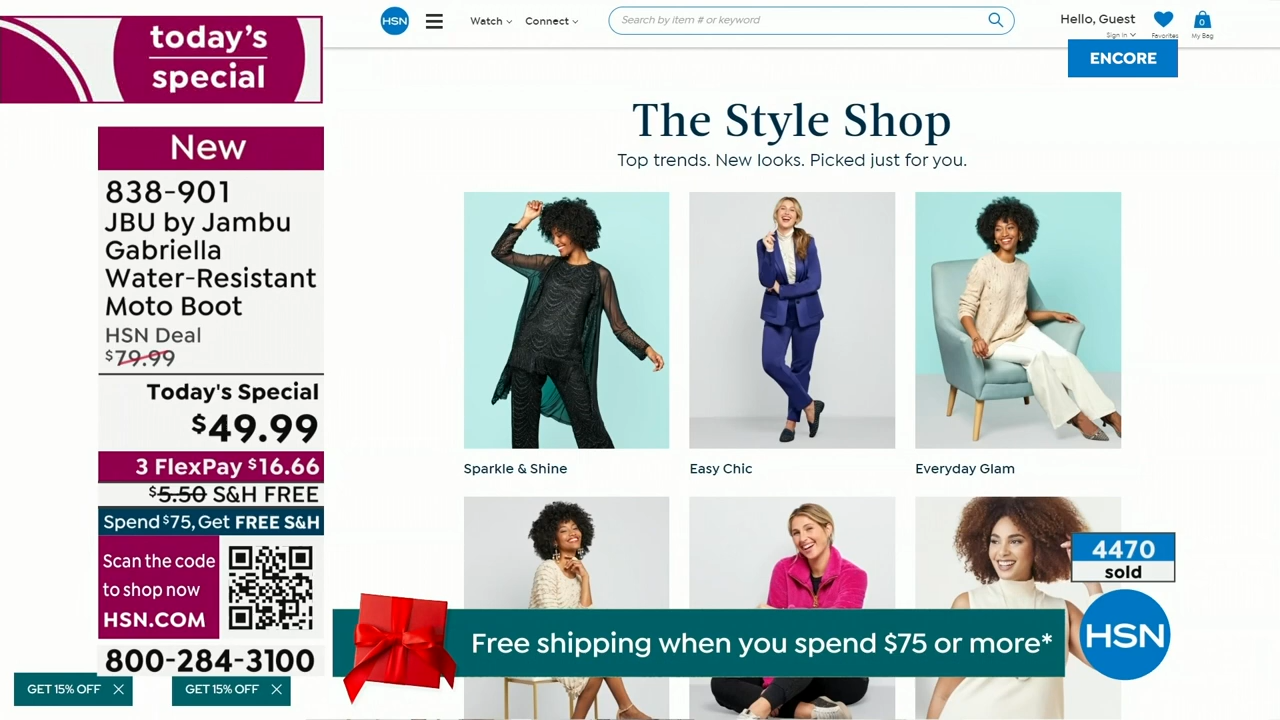 today's
special
New
838-901
JBU by Jambu
Gabriella
Water-Resistant
Moto Boot
HSN Deal
$79.99
Today's Special
$49.99
3 FlexPay $16.66
$5.50 S&H FREE
Spend $75, Get FREE S&H
Scan the code
to shop now
HSN.COM
800-284-3100
GET 15% OFF
GET 15% OFF
HSN
Watch
Connect
Search by item # or keyword
Hello, Guest
Sign In
Favorites
0
My Bag
ENCORE
The Style Shop
Top trends. New looks. Picked just for you.
Sparkle & Shine
Easy Chic
Everyday Glam
4470
sold
Free shipping when you spend $75 or more*
HSN